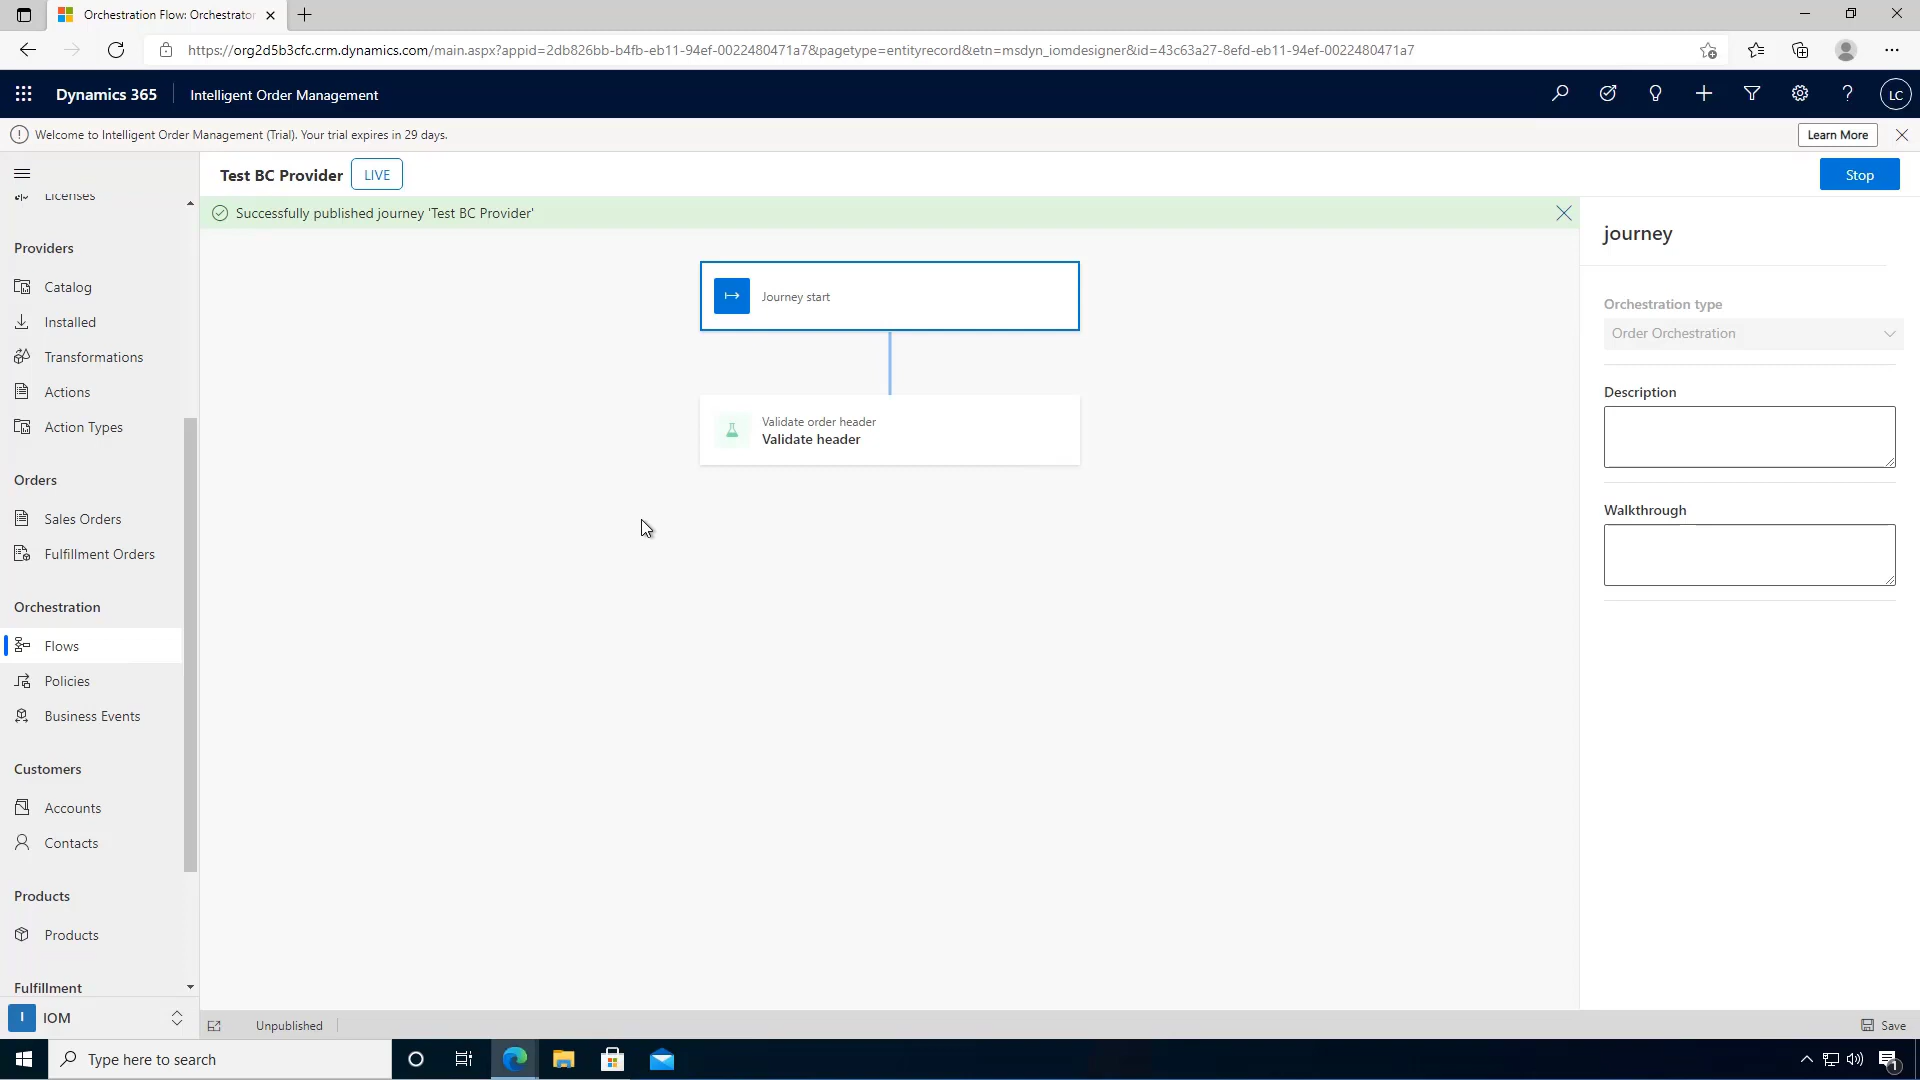 Orchestration Flow: Orchestrator
https://org2d5b3cfc.crm.dynamics.com/main.aspx?appid=2db826bb-b4fb-eb11-94ef-0022480471a7&pagetype=entityrecord&etn=msdyn_iomdesigner&id=43c63a27-8efd-eb11-94ef-0022480471a7
Dynamics 365
Intelligent Order Management
LC
Welcome to Intelligent Order Management (Trial). Your trial expires in 29 days.
Learn More
Licenses
Providers
Catalog
Installed
Transformations
Actions
Action Types
Orders
Sales Orders
Fulfillment Orders
Orchestration
Flows
Policies
Business Events
Customers
Accounts
Contacts
Products
Products
Fulfillment
I
IOM
Test BC Provider
LIVE
Stop
Successfully published journey 'Test BC Provider'
Journey start
Validate order header
Validate header
journey
Orchestration type
Order Orchestration
Description
Walkthrough
Unpublished
Save
Type here to search
1